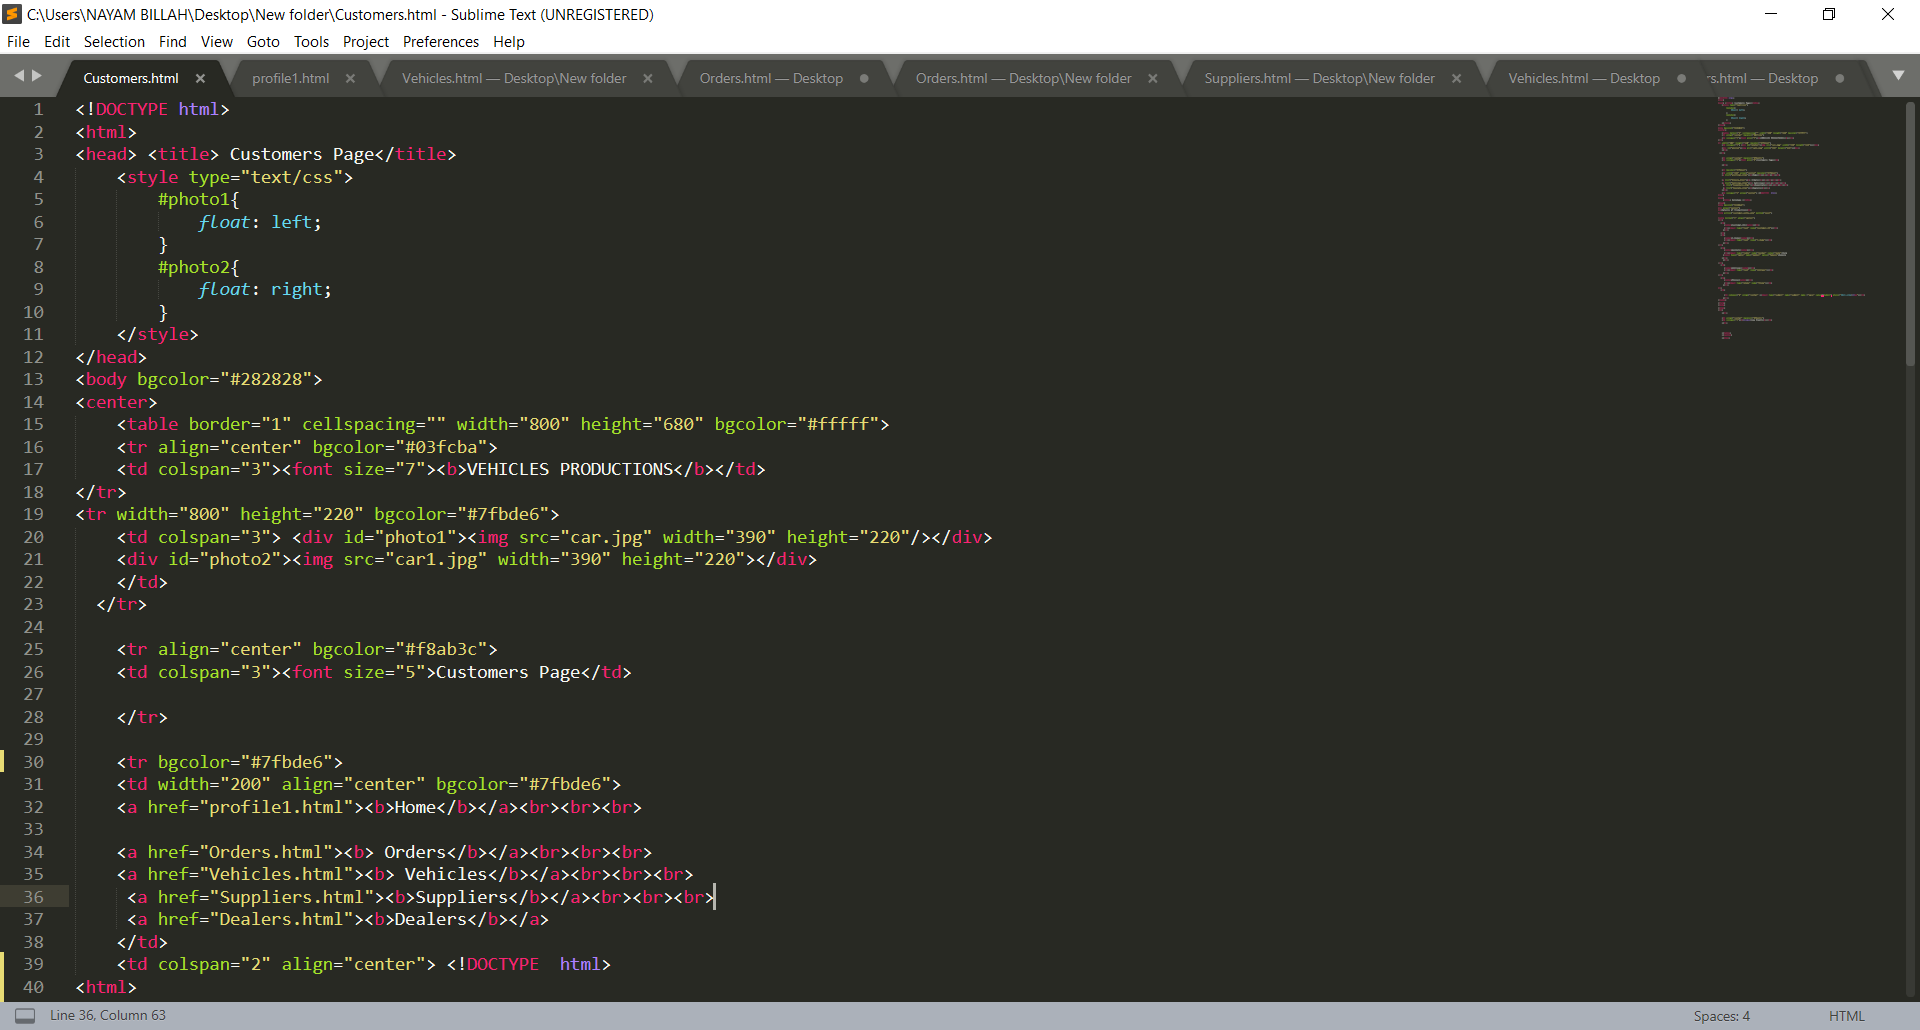 C:\Users\NAYAM BILLAH\Desktop\New folder\Customers.html - Sublime Text (UNREGISTERED)
File Edit Selection Find View Goto Tools Project Preferences Help
Customers.html profile1.html Vehicles.html — Desktop\New folder Orders.html — Desktop Orders.html — Desktop\New folder Suppliers.html — Desktop\New folder Vehicles.html — Desktop rs.html — Desktop
1 <!DOCTYPE html>
2 <html>
3 <head> <title> Customers Page</title>
4 <style type="text/css">
5 #photo1{
6 float: left;
7 }
8 #photo2{
9 float: right;
10 }
11 </style>
12 </head>
13 <body bgcolor="#282828">
14 <center>
15 <table border="1" cellspacing="" width="800" height="680" bgcolor="#fffff">
16 <tr align="center" bgcolor="#03fcba">
17 <td colspan="3"><font size="7"><b>VEHICLES PRODUCTIONS</b></td>
18 </tr>
19 <tr width="800" height="220" bgcolor="#7fbde6">
20 <td colspan="3"> <div id="photo1"><img src="car.jpg" width="390" height="220"/></div>
21 <div id="photo2"><img src="car1.jpg" width="390" height="220"></div>
22 </td>
23 </tr>
24
25 <tr align="center" bgcolor="#f8ab3c">
26 <td colspan="3"><font size="5">Customers Page</td>
27
28 </tr>
29
30 <tr bgcolor="#7fbde6">
31 <td width="200" align="center" bgcolor="#7fbde6">
32 <a href="profile1.html"><b>Home</b></a><br><br><br>
33
34 <a href="Orders.html"><b> Orders</b></a><br><br><br>
35 <a href="Vehicles.html"><b> Vehicles</b></a><br><br><br>
36 <a href="Suppliers.html"><b>Suppliers</b></a><br><br><br>
37 <a href="Dealers.html"><b>Dealers</b></a>
38 </td>
39 <td colspan="2" align="center"> <!DOCTYPE  html>
40 <html>
Line 36, Column 63 Spaces: 4 HTML